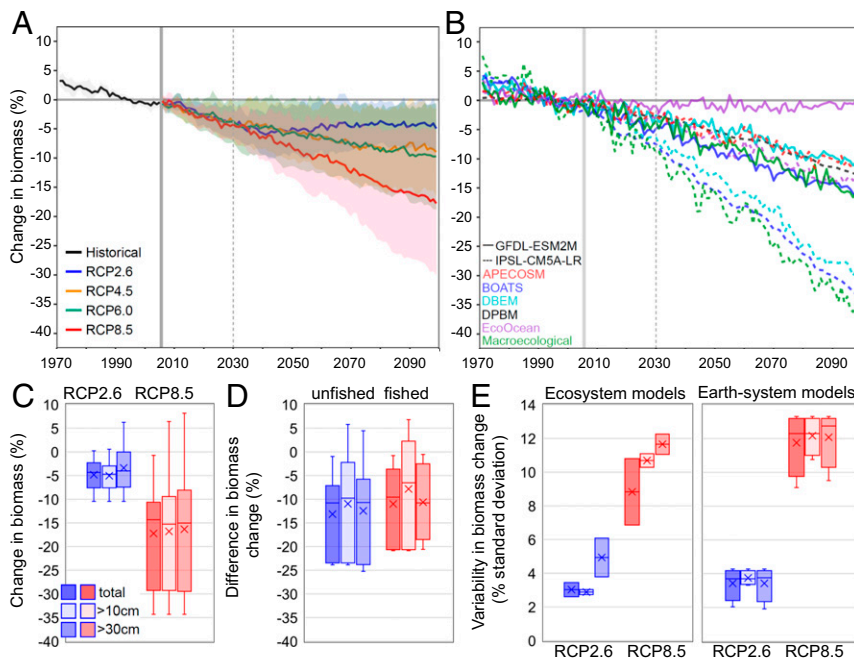 A
Change in biomass (%)
10
5
0
-5
-10
-15
-20
-25
-30
-35
-40
Historical
RCP2.6
RCP4.5
RCP6.0
RCP8.5
1970 1990 2010 2030 2050 2070 2090
B
10
5
0
-5
-10
-15
-20
-25
-30
-35
-40
GFDL-ESM2M
IPSL-CM5A-LR
APECOSM
BOATS
DBEM
DPBM
EcoOcean
Macroecological
1970 1990 2010 2030 2050 2070 2090
C
RCP2.6 RCP8.5
Change in biomass (%)
20
15
10
5
0
-5
-10
-15
-20
-25
-30
-35
-40
total
>10cm
>30cm
D
unfished fished
Difference in biomass
change (%)
10
5
0
-5
-10
-15
-20
-25
-30
-35
-40
E
Ecosystem models Earth-system models
Variability in biomass change
(% standard deviation)
14
12
10
8
6
4
2
0
RCP2.6 RCP8.5 RCP2.6 RCP8.5